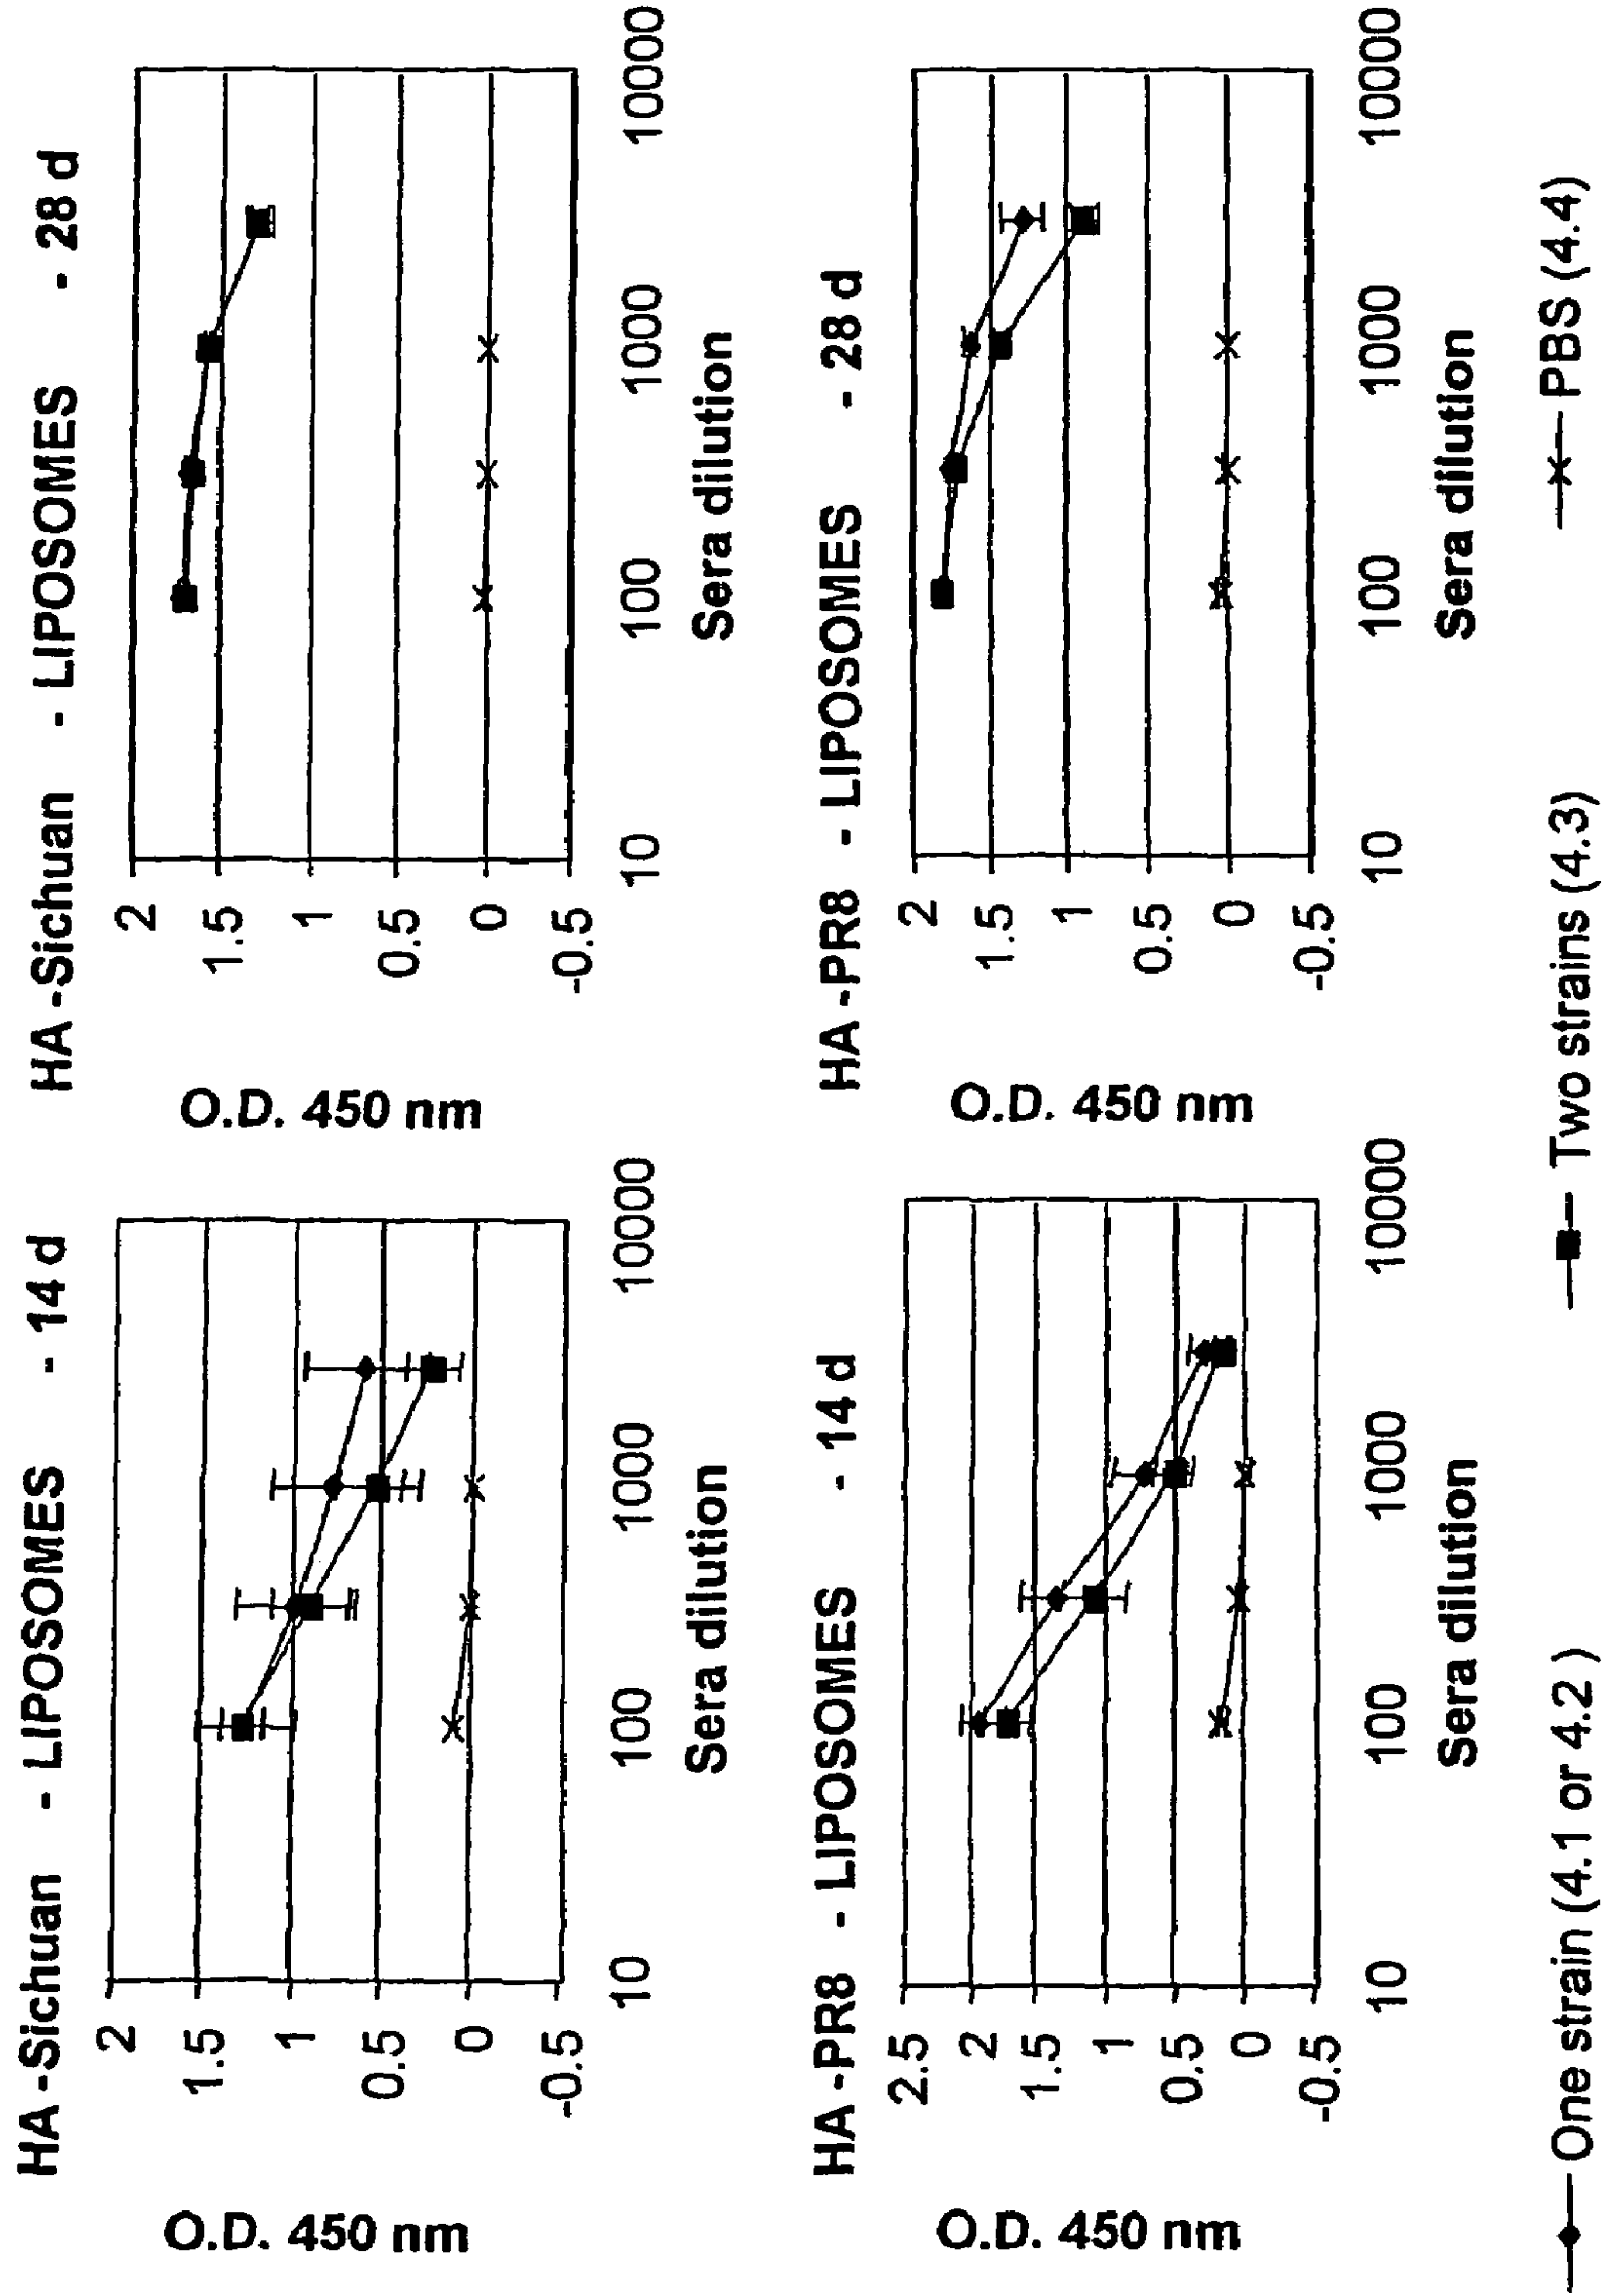 HA -Sichuan - LIPOSOMES - 14 d
O.D. 450 nm
2
1.5
1
0.5
0
-0.5
10
100
1000
10000
Sera dilution
HA -Sichuan - LIPOSOMES - 28 d
O.D. 450 nm
2
1.5
1
0.5
0
-0.5
10
100
1000
10000
Sera dilution
HA -PR8 - LIPOSOMES - 14 d
O.D. 450 nm
2.5
2
1.5
1
0.5
0
-0.5
10
100
1000
10000
Sera dilution
HA -PR8 - LIPOSOMES - 28 d
O.D. 450 nm
2
1.5
1
0.5
0
-0.5
10
100
1000
10000
Sera dilution
One strain (4.1 or 4.2 )
Two strains (4.3)
PBS (4.4)